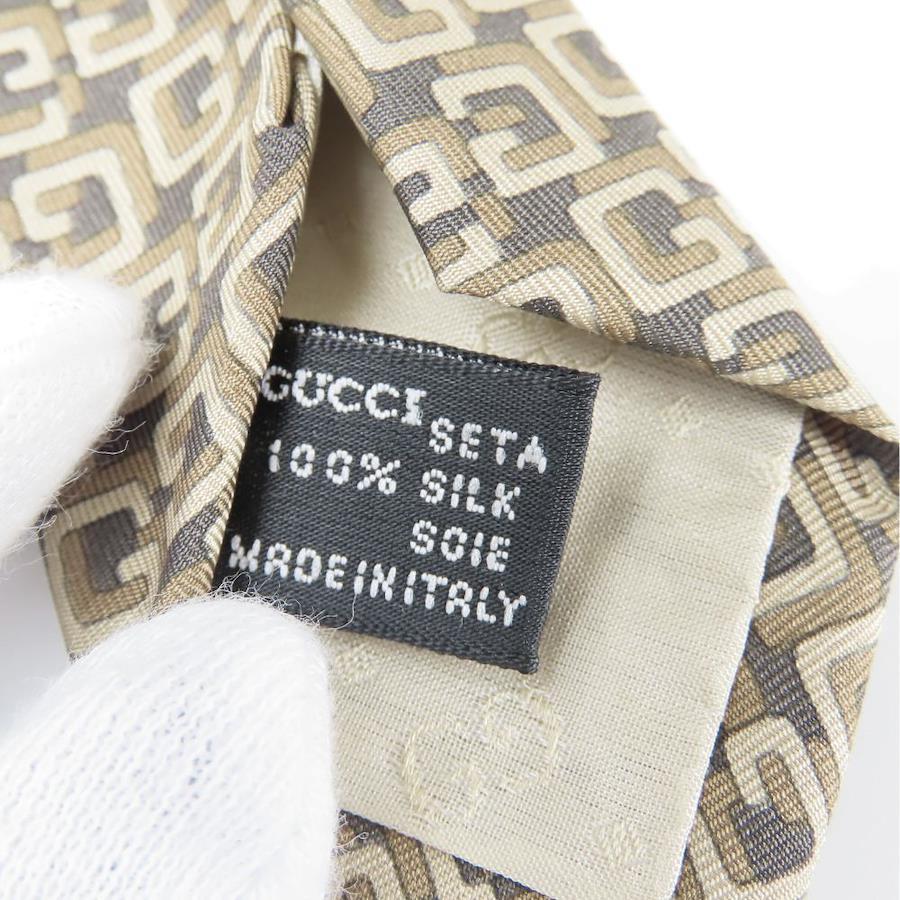 GUCCI
SETA
100% SILK
SOIE
MADE IN ITALY